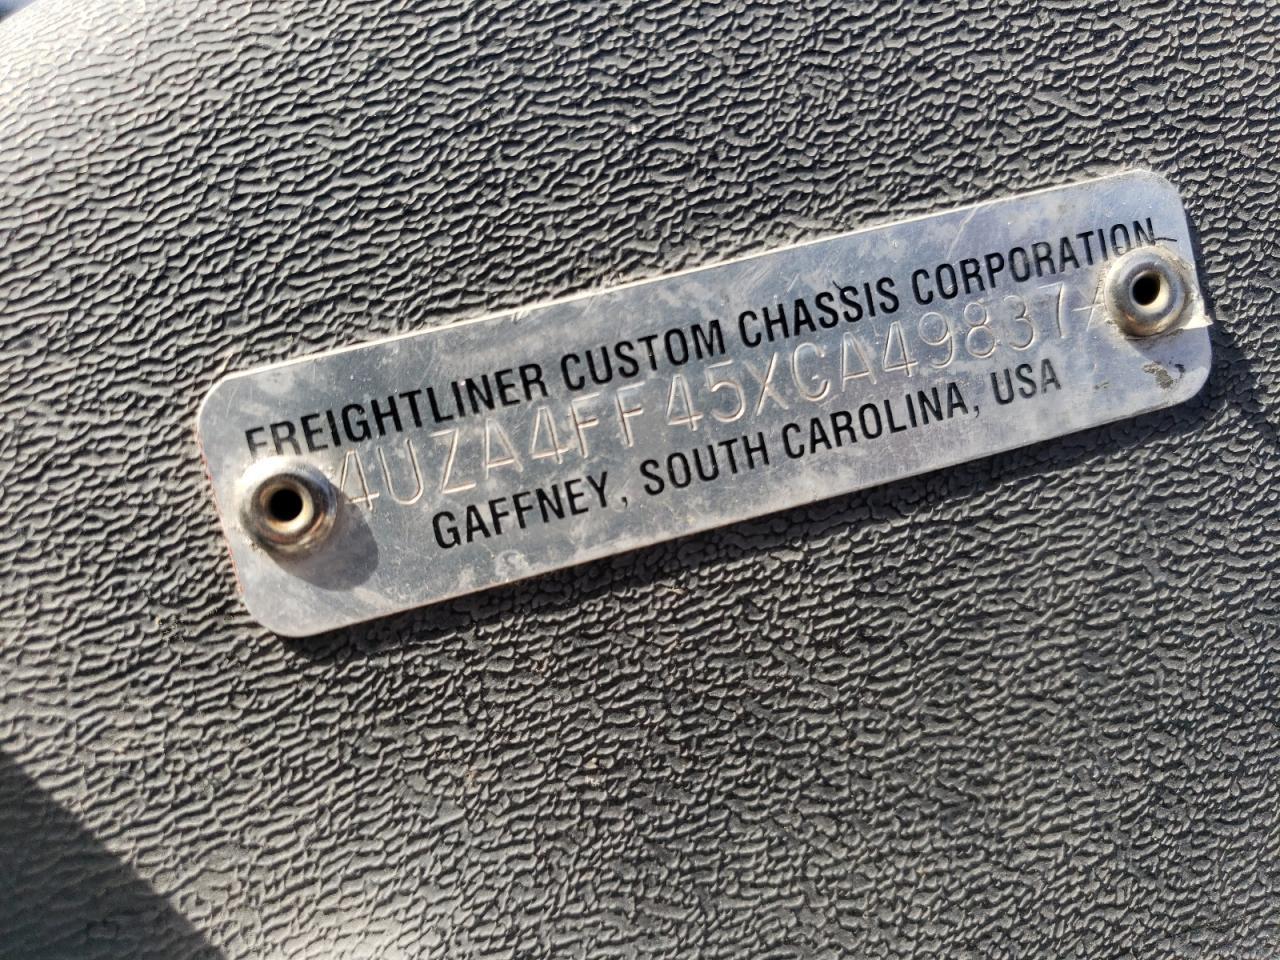 FREIGHTLINER CUSTOM CHASSIS CORPORATION
4UZA4FF45XCA49837
GAFFNEY, SOUTH CAROLINA, USA